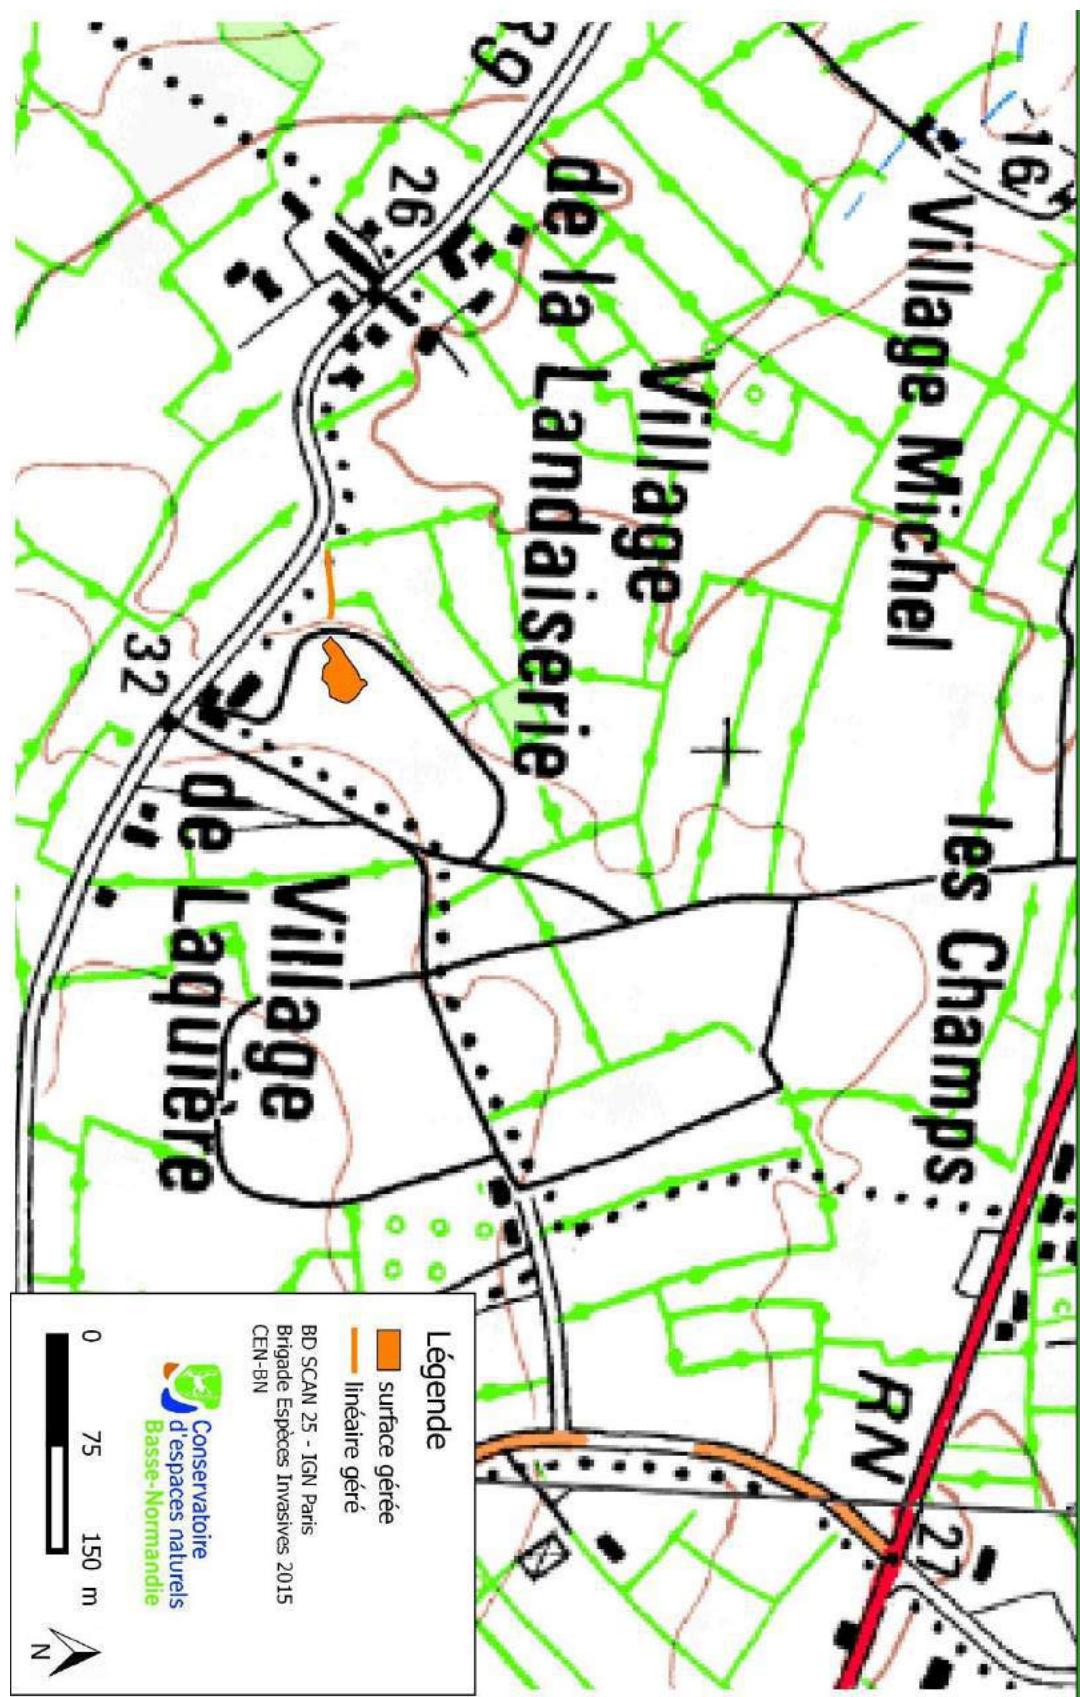 16
Village Michel
les Champs
27
RN
Village
de la Landaiserie
26
32
Village
de Laquière
Légende
surface gérée
linéaire géré
BD SCAN 25 - IGN Paris
Brigade Espèces Invasives 2015
CEN-BN
Conservatoire
d'espaces naturels
Basse-Normandie
0 75 150 m
N